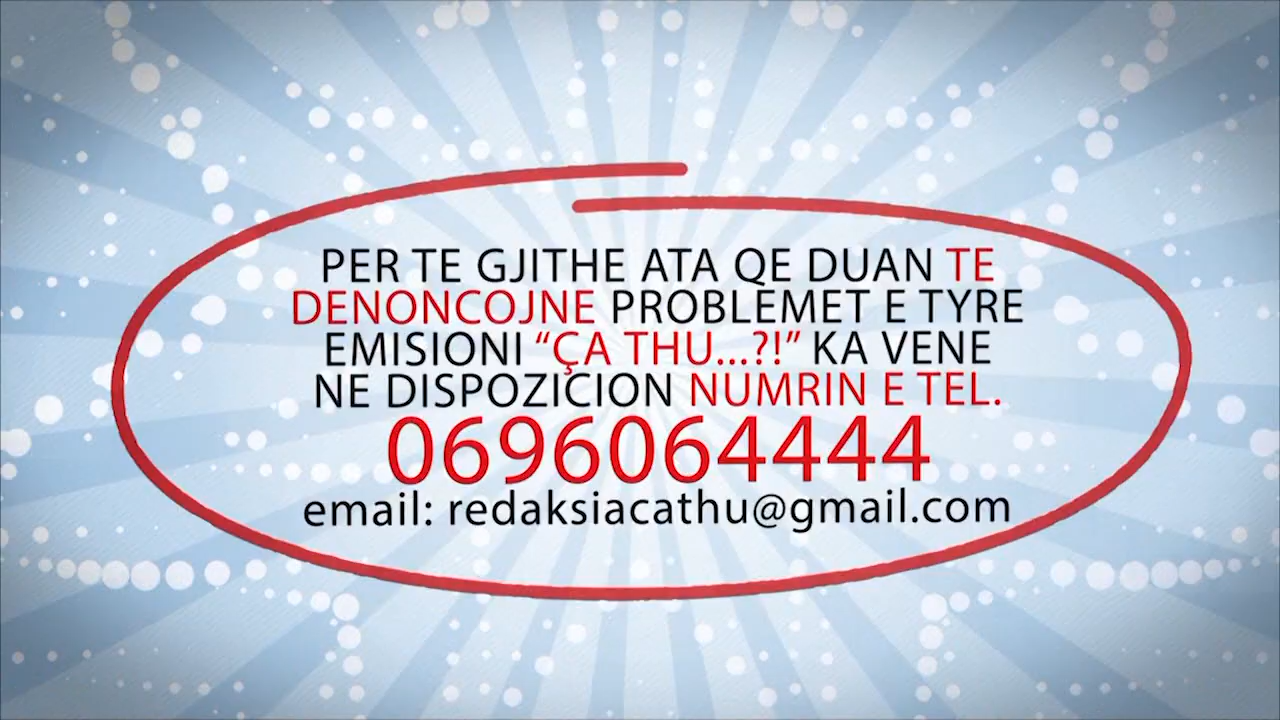 PER TE GJITHE ATA QE DUAN TE
DENONCOJNE PROBLEMET E TYRE
EMISIONI “ÇA THU...?!” KA VENE
NE DISPOZICION NUMRIN E TEL.
0696064444
email: redaksiacathu@gmail.com